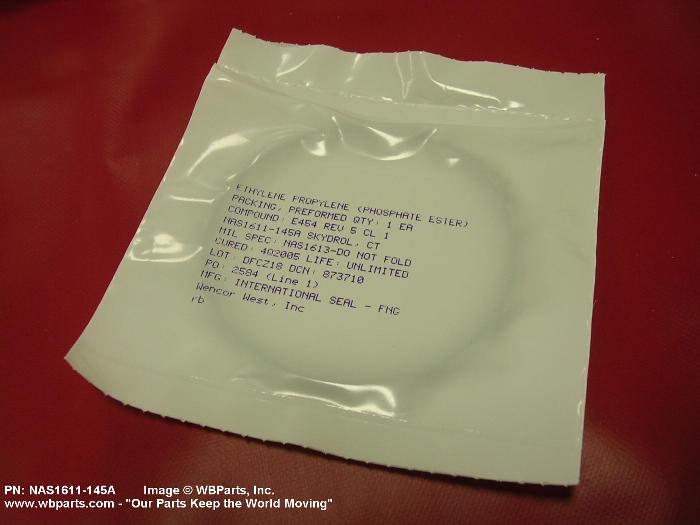 ETHYLENE PROPYLENE (PHOSPHATE ESTER)
PACKING, PREFORMED QTY: 1 EA
COMPOUND: E454 REV 5 CL 1
NAS1611-145A SKYDROL, CT
MIL SPEC: NAS1613-DO NOT FOLD
CURED: 4Q2005 LIFE: UNLIMITED
LOT: DFCZ18 DCN: 873710
PO: 2584 (Line 1)
MFG: INTERNATIONAL SEAL - FNG
Wencor West, Inc
rb
PN: NAS1611-145A Image © WBParts, Inc.
www.wbparts.com - "Our Parts Keep the World Moving"